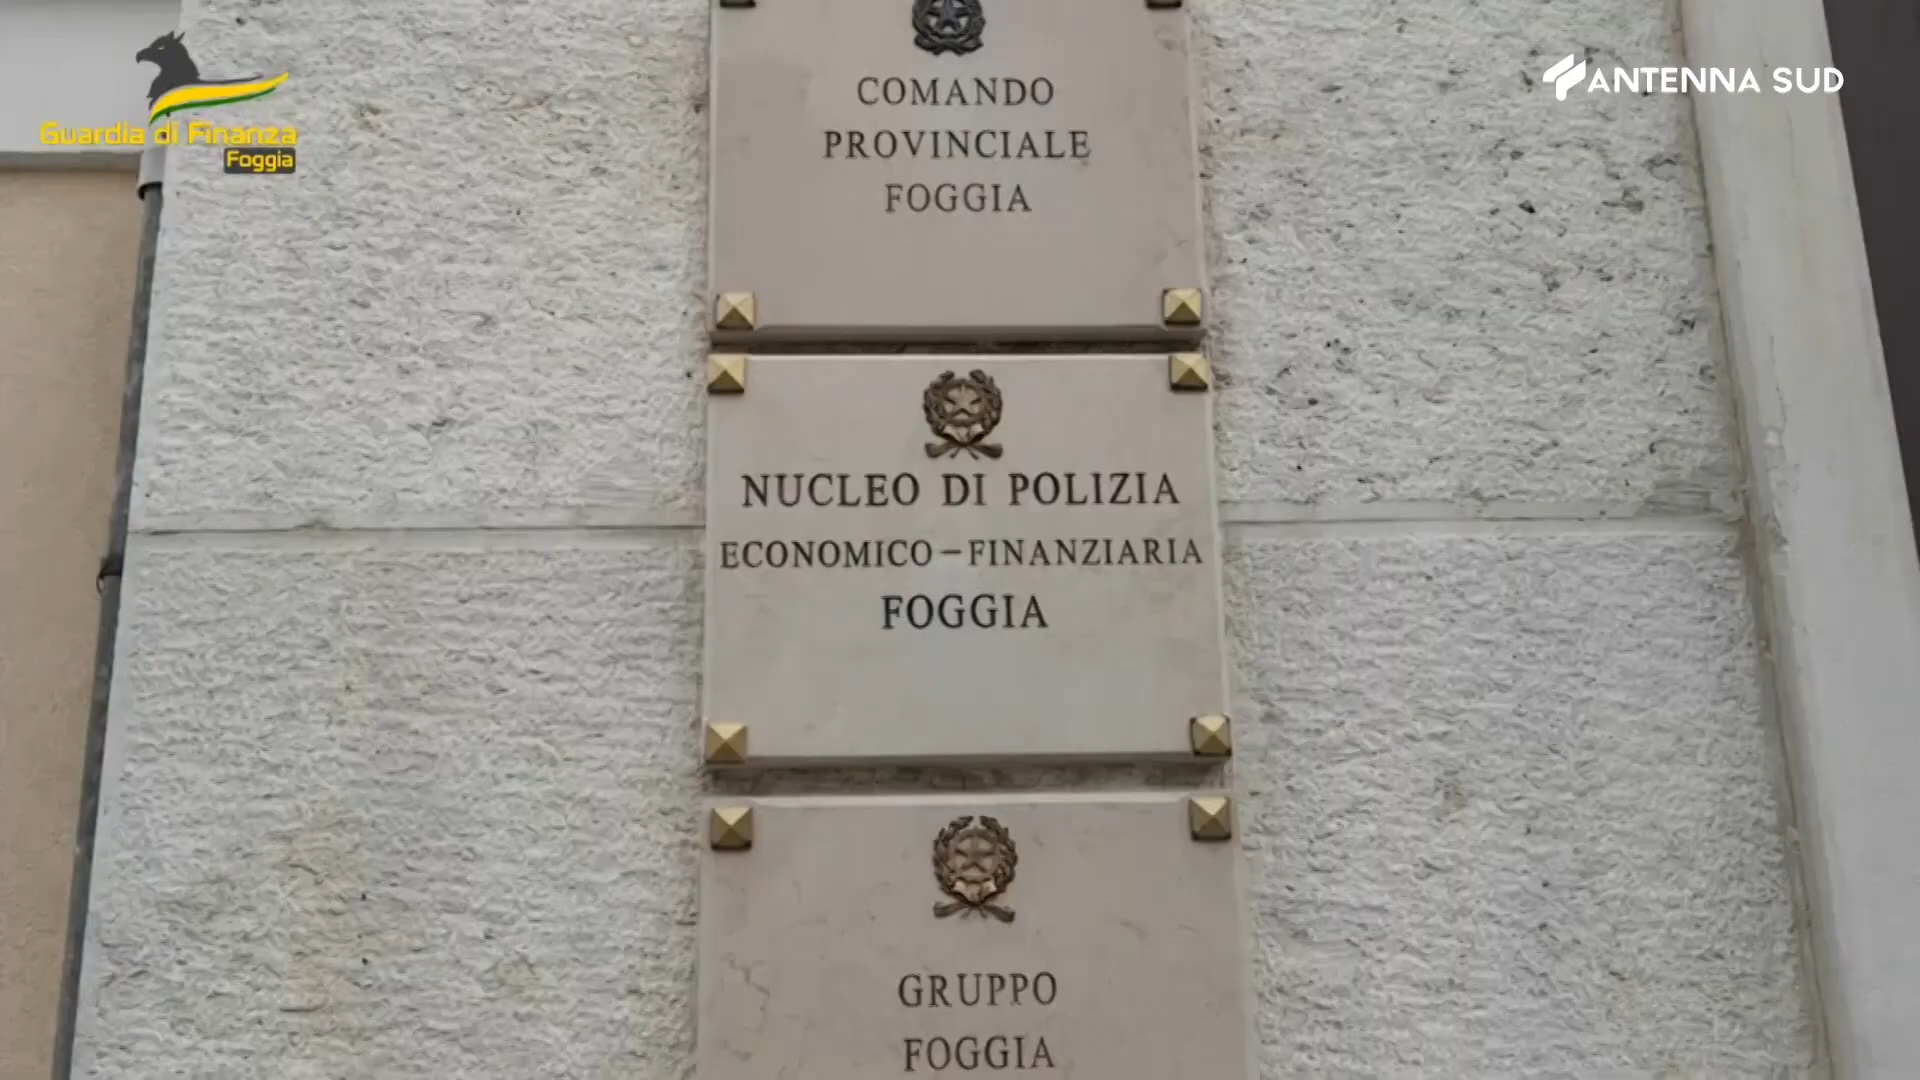 Guardia di Finanza
Foggia
ANTENNA SUD
COMANDO
PROVINCIALE
FOGGIA
NUCLEO DI POLIZIA
ECONOMICO-FINANZIARIA
FOGGIA
GRUPPO
FOGGIA